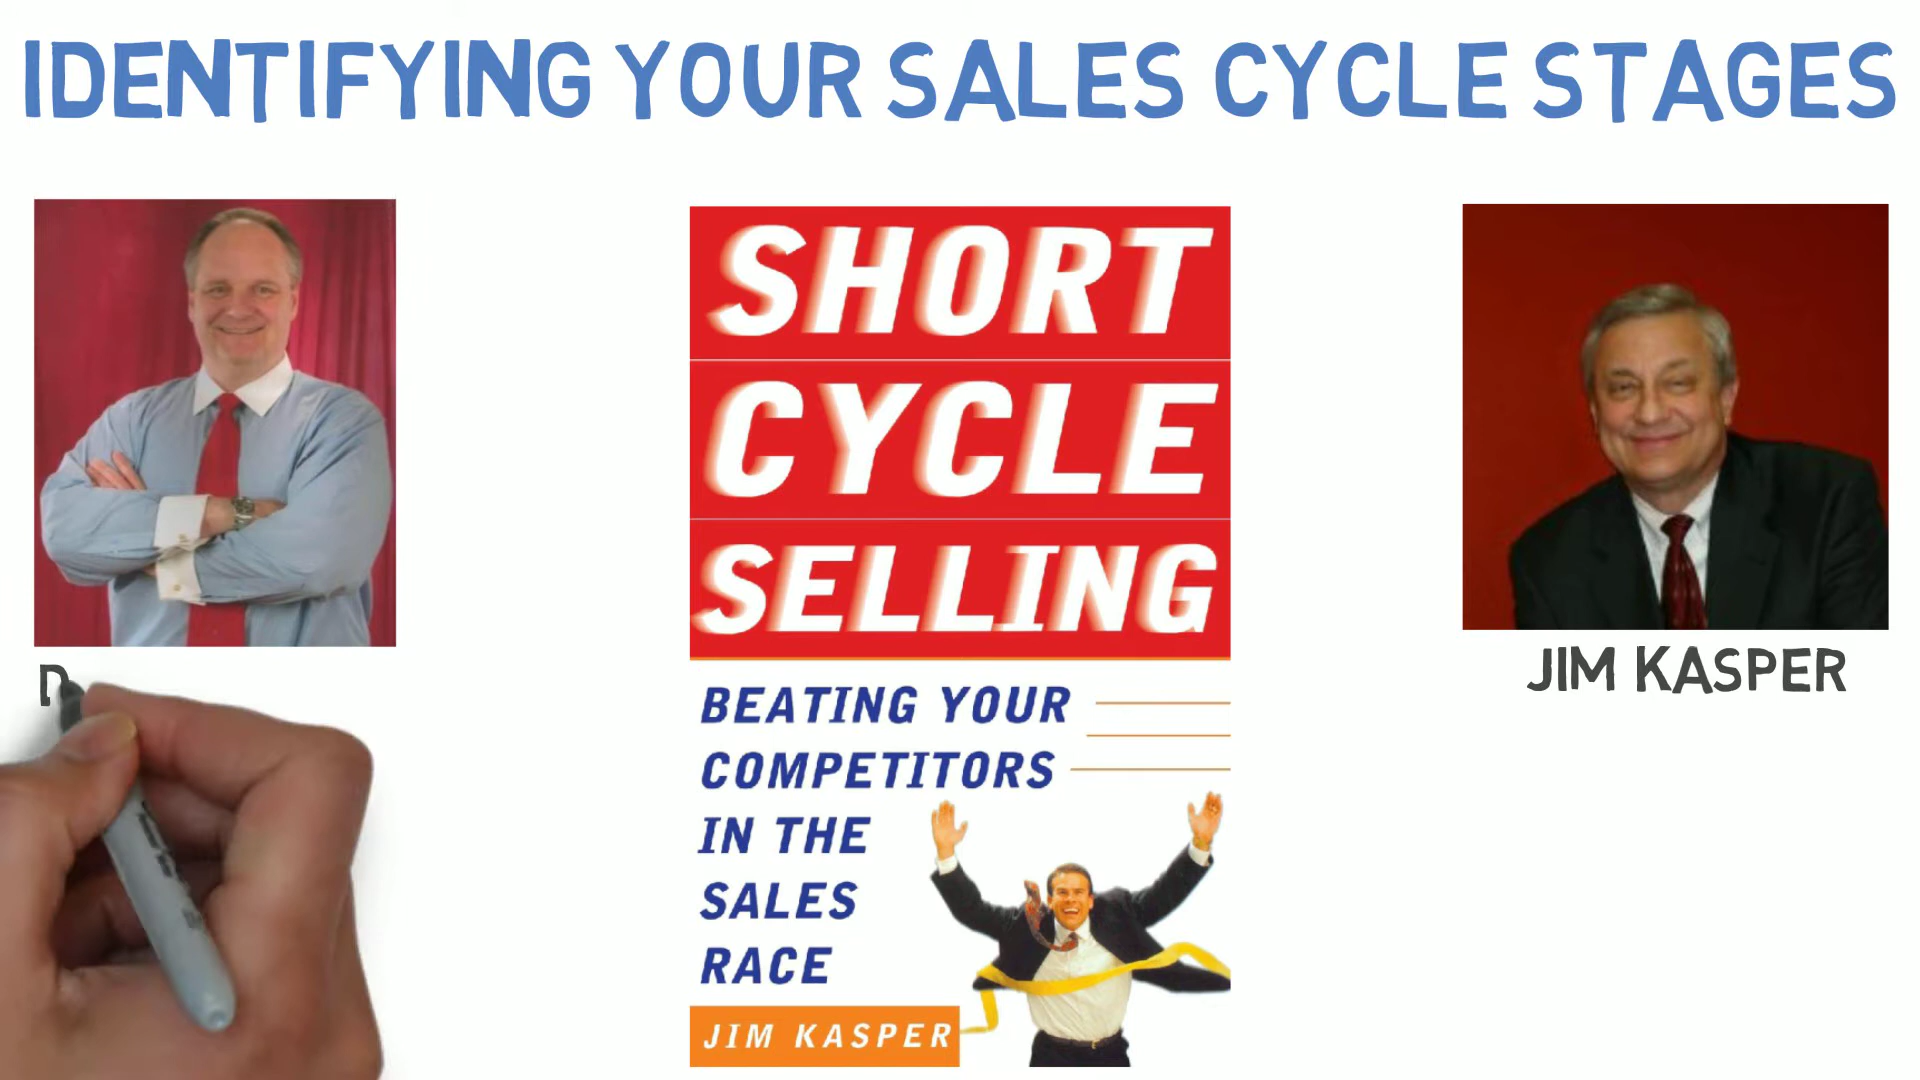 IDENTIFYING YOUR SALES CYCLE STAGES
SHORT
CYCLE
SELLING
BEATING YOUR
COMPETITORS
IN THE
SALES
RACE
JIM KASPER
JIM KASPER
D